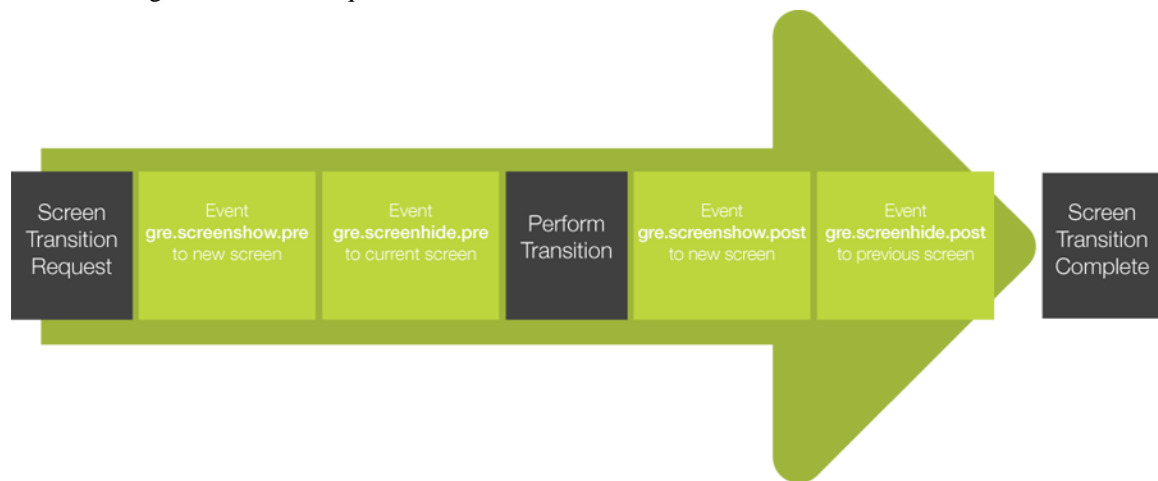 Screen
Transition
Request
Event
gre.screenshow.pre
to new screen
Event
gre.screenhide.pre
to current screen
Perform
Transition
Event
gre.screenshow.post
to new screen
Event
gre.screenhide.post
to previous screen
Screen
Transition
Complete